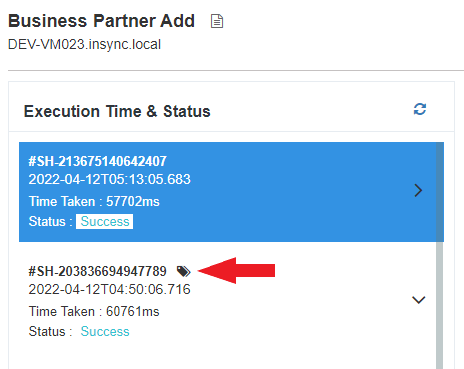 Business Partner Add
DEV-VM023.insync.local
Execution Time & Status
#SH-213675140642407
2022-04-12T05:13:05.683
Time Taken : 57702ms
Status : Success
#SH-203836694947789
2022-04-12T04:50:06.716
Time Taken : 60761ms
Status : Success